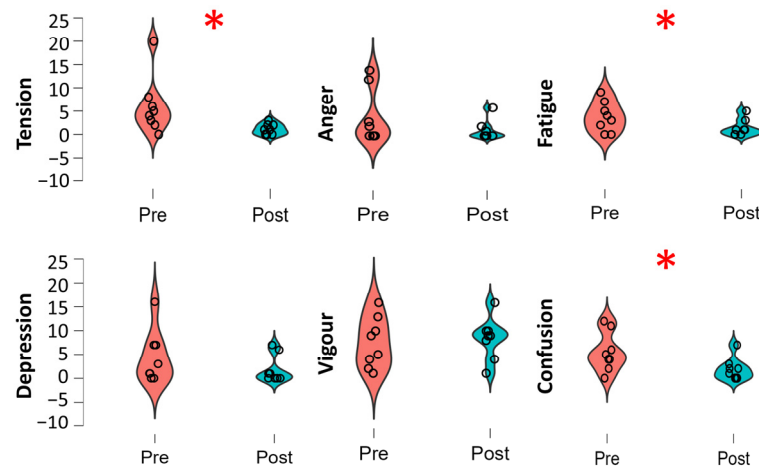 25
20
15
10
5
0
−5
−10
Tension
Pre
Post
*
Anger
Pre
Post
Fatigue
Pre
Post
*
25
20
15
10
5
0
−5
−10
Depression
Pre
Post
Vigour
Pre
Post
Confusion
Pre
Post
*